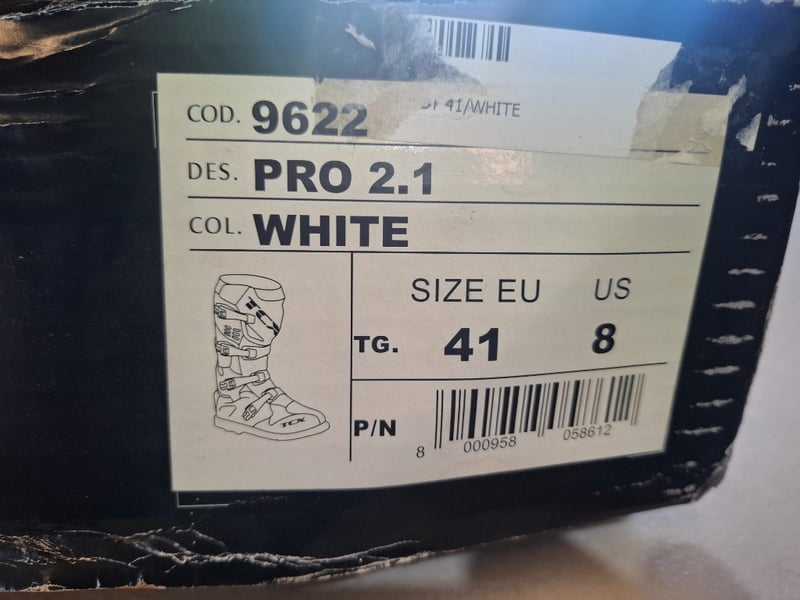 41/WHITE
COD. 9622
DES. PRO 2.1
COL. WHITE
SIZE EU US
TG. 41 8
P/N
8 000958 058612
TCX
TCX